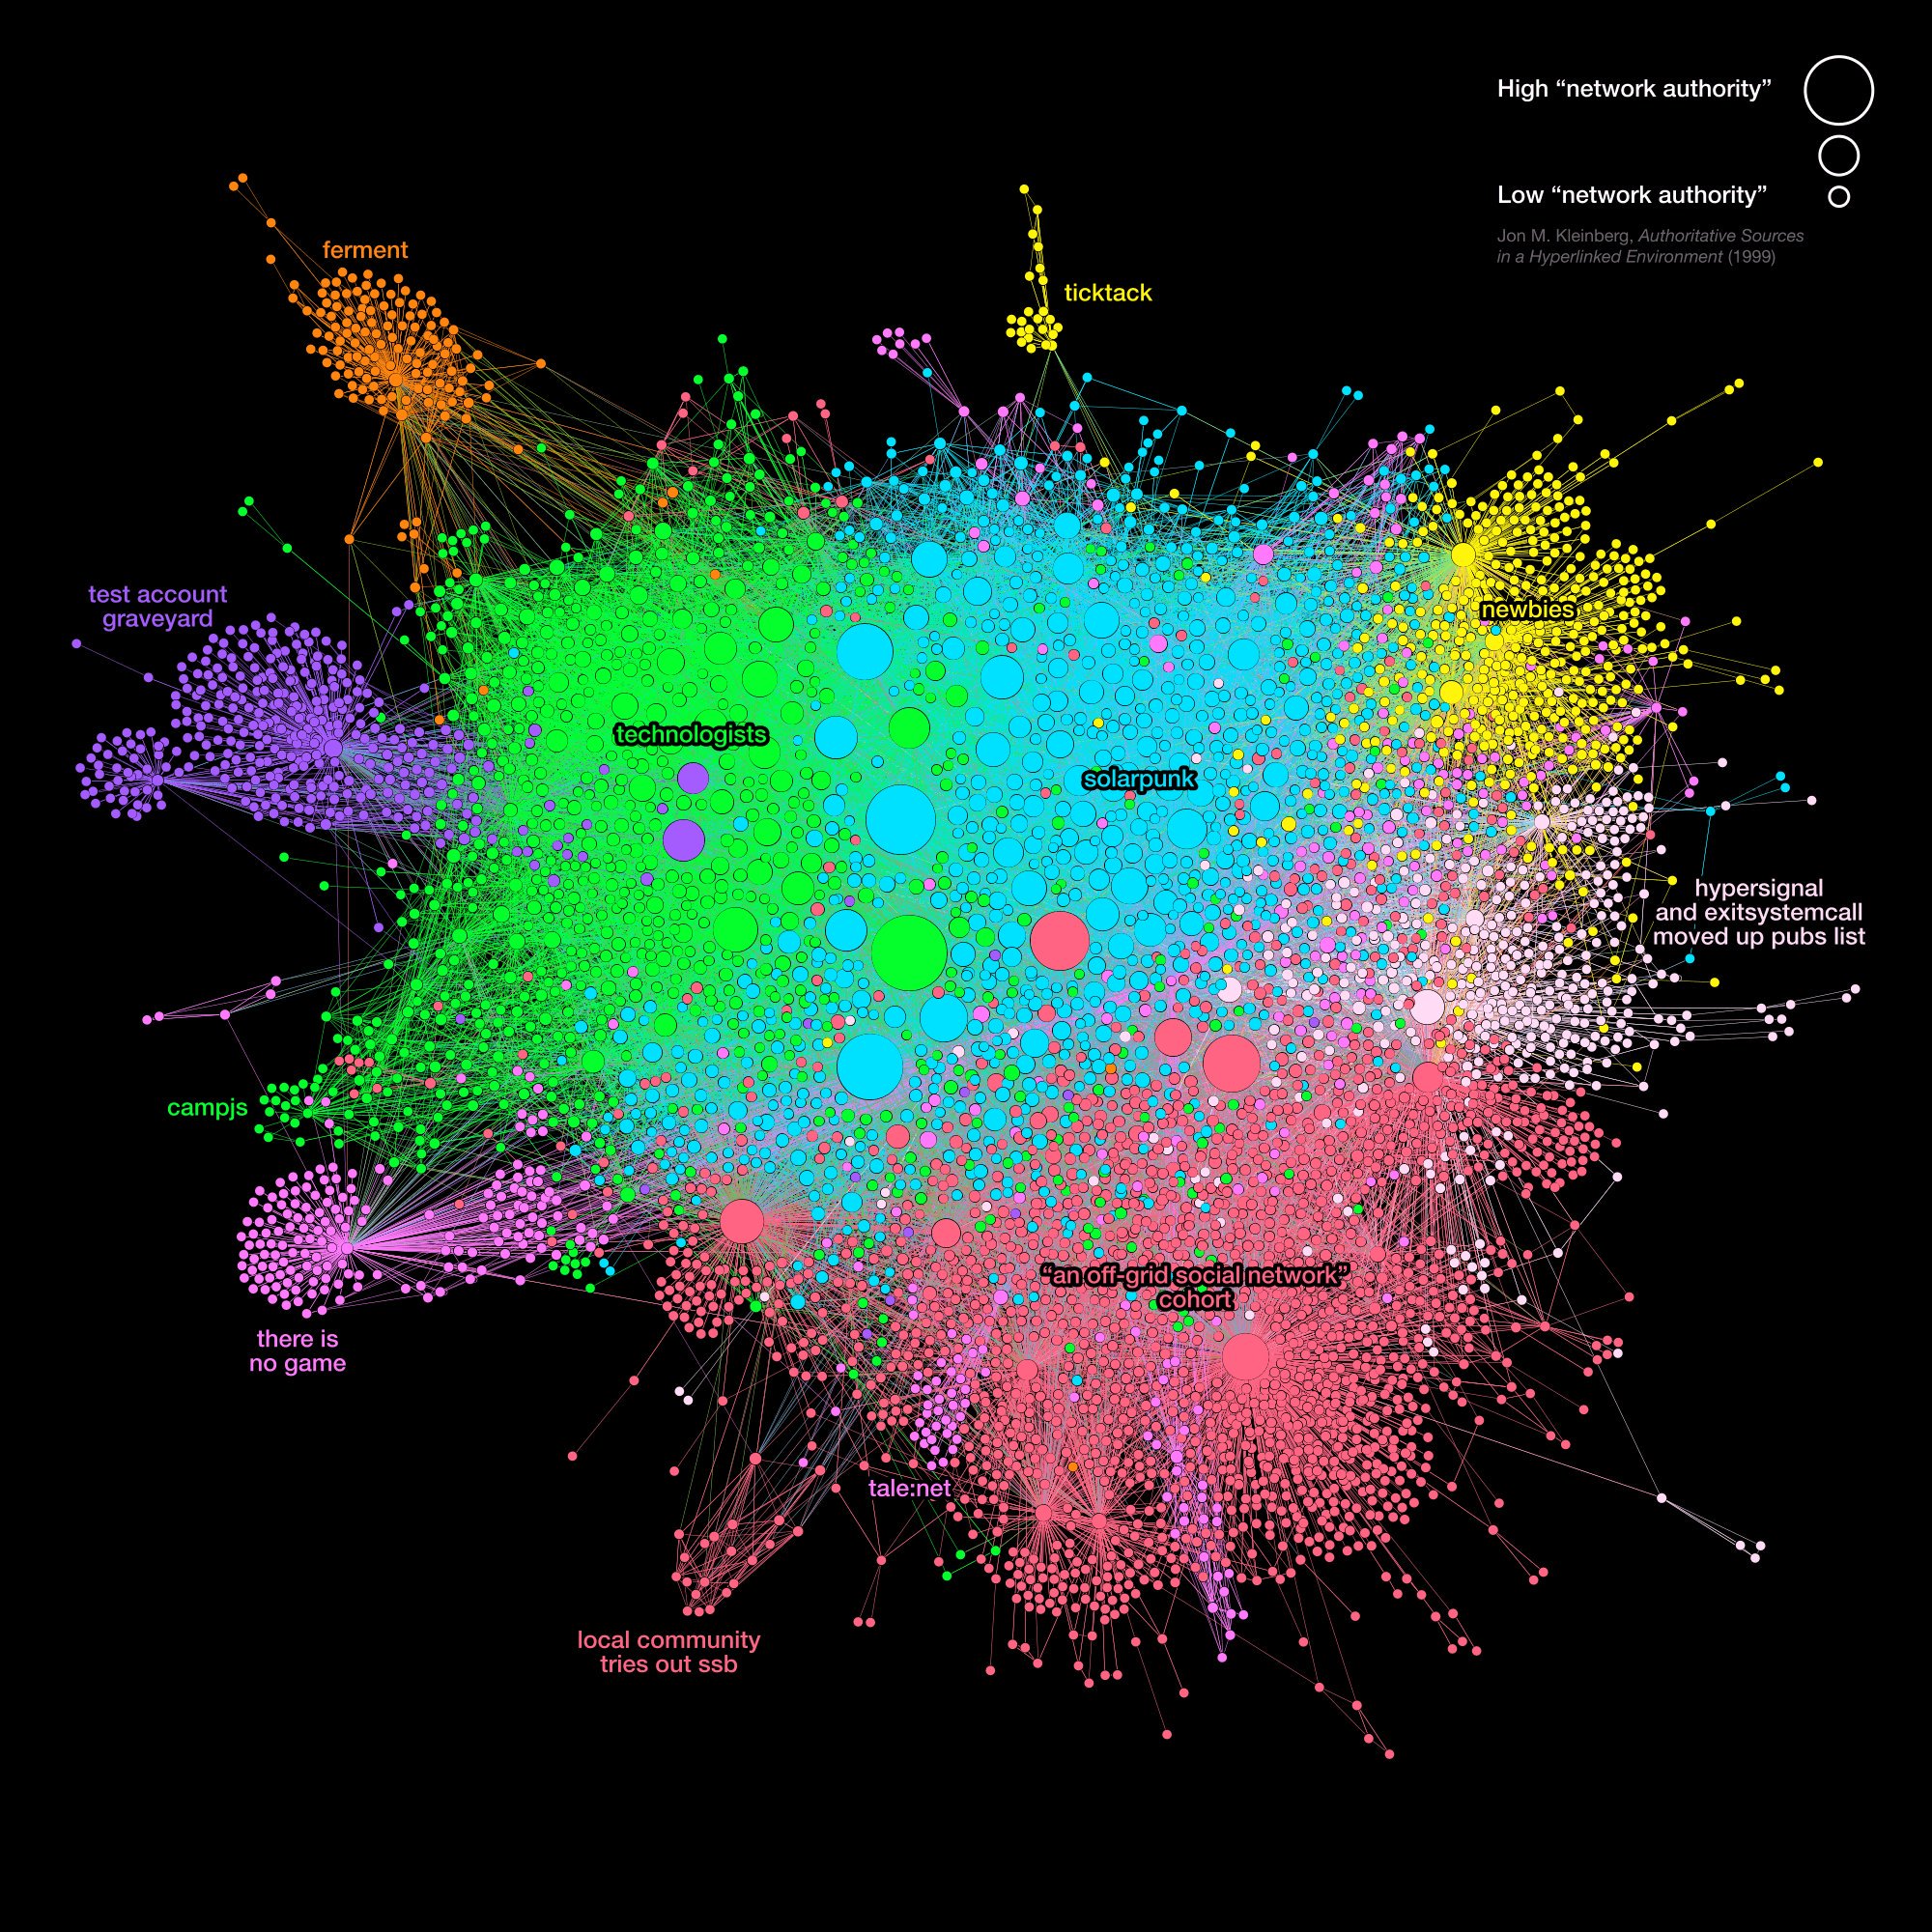 High “network authority”
Low “network authority”
Jon M. Kleinberg, Authoritative Sources
in a Hyperlinked Environment (1999)
ferment
ticktack
test account
graveyard
newbies
technologists
solarpunk
hypersignal
and exitsystemcall
moved up pubs list
campjs
“an off-grid social network”
cohort
there is
no game
tale:net
local community
tries out ssb